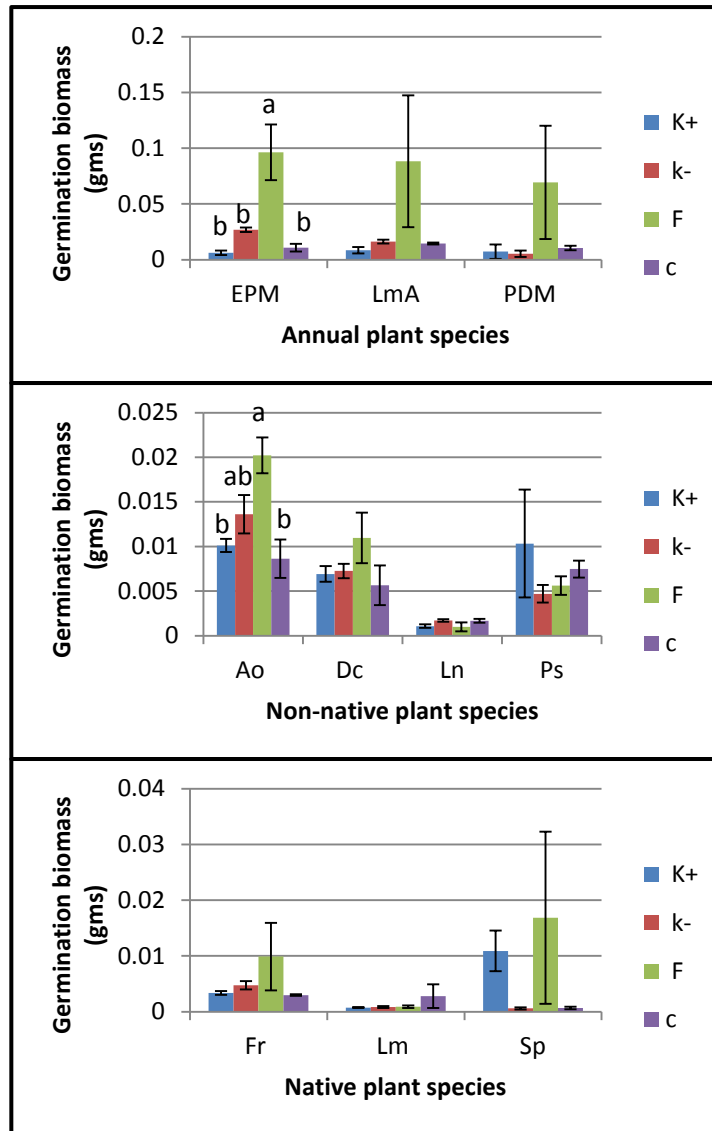 Germination biomass
(gms)
0.2
0.15
0.1
0.05
0
b b a b
EPM LmA PDM
Annual plant species
K+
k-
F
c
Germination biomass
(gms)
0.025
0.02
0.015
0.01
0.005
0
b ab a b
Ao Dc Ln Ps
Non-native plant species
K+
k-
F
c
Germination biomass
(gms)
0.04
0.03
0.02
0.01
0
Fr Lm Sp
Native plant species
K+
k-
F
c